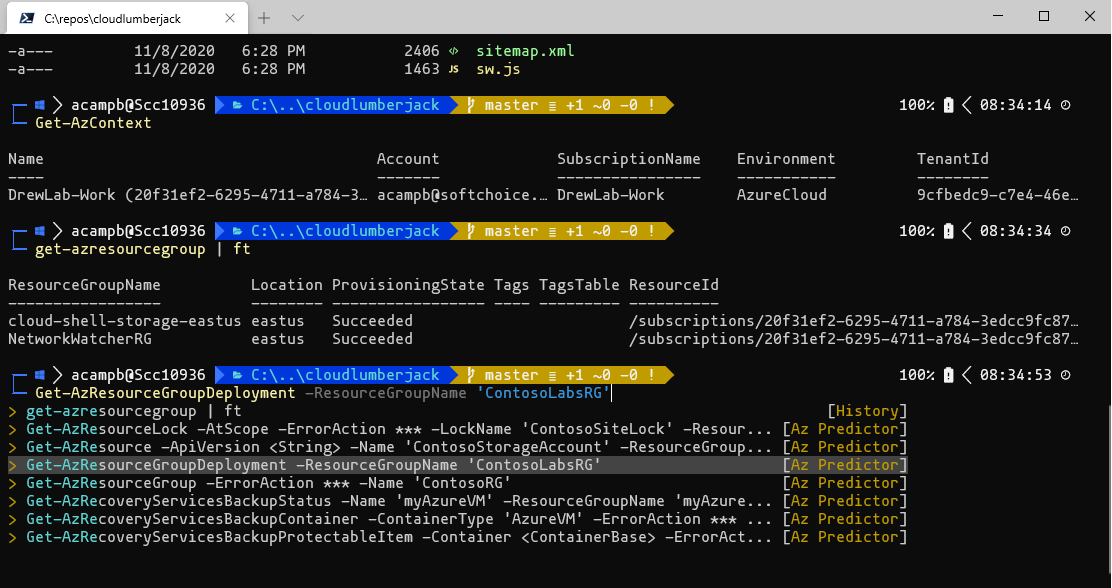 C:\repos\cloudlumberjack
-a---         11/8/2020   6:28 PM           2406 sitemap.xml
-a---         11/8/2020   6:28 PM           1463 JS sw.js
acampb@Scc10936 C:\..\cloudlumberjack master ≡ +1 ~0 -0 ! 100% 08:34:14
Get-AzContext
Name Account SubscriptionName Environment TenantId
---- ------- ---------------- ----------- --------
DrewLab-Work (20f31ef2-6295-4711-a784-3… acampb@softchoice.… DrewLab-Work AzureCloud 9cfbedc9-c7e4-46e…
acampb@Scc10936 C:\..\cloudlumberjack master ≡ +1 ~0 -0 ! 100% 08:34:34
get-azresourcegroup | ft
ResourceGroupName Location ProvisioningState Tags TagsTable ResourceId
----------------- -------- ----------------- ---- --------- ----------
cloud-shell-storage-eastus eastus Succeeded /subscriptions/20f31ef2-6295-4711-a784-3edcc9fc87…
NetworkWatcherRG eastus Succeeded /subscriptions/20f31ef2-6295-4711-a784-3edcc9fc87…
acampb@Scc10936 C:\..\cloudlumberjack master ≡ +1 ~0 -0 ! 100% 08:34:53
Get-AzResourceGroupDeployment -ResourceGroupName 'ContosoLabsRG'
> get-azresourcegroup | ft [History]
> Get-AzResourceLock -AtScope -ErrorAction *** -LockName 'ContosoSiteLock' -Resour... [Az Predictor]
> Get-AzResource -ApiVersion <String> -Name 'ContosoStorageAccount' -ResourceGroup... [Az Predictor]
> Get-AzResourceGroupDeployment -ResourceGroupName 'ContosoLabsRG' [Az Predictor]
> Get-AzResourceGroup -ErrorAction *** -Name 'ContosoRG' [Az Predictor]
> Get-AzRecoveryServicesBackupStatus -Name 'myAzureVM' -ResourceGroupName 'myAzure... [Az Predictor]
> Get-AzRecoveryServicesBackupContainer -ContainerType 'AzureVM' -ErrorAction *** ... [Az Predictor]
> Get-AzRecoveryServicesBackupProtectableItem -Container <ContainerBase> -ErrorAct... [Az Predictor]